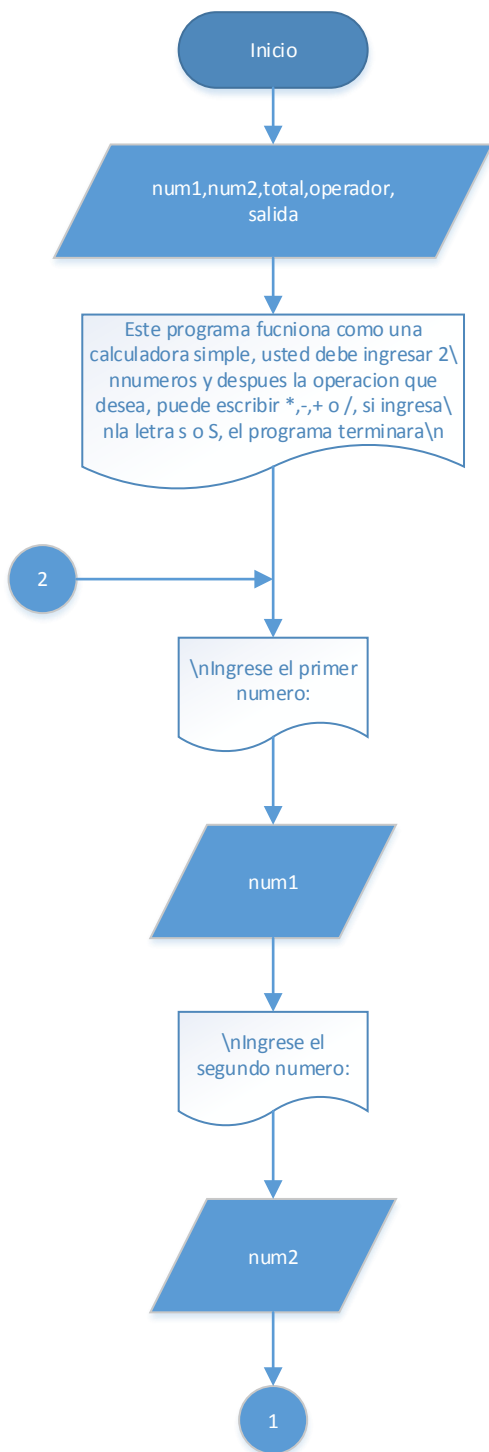 Inicio
num1,num2,total,operador,
salida
Este programa fucniona como una
calculadora simple, usted debe ingresar 2\
nnumeros y despues la operacion que
desea, puede escribir *,-,+ o /, si ingresa\
nla letra s o S, el programa terminara\n
2
\nIngrese el primer
numero:
num1
\nIngrese el
segundo numero:
num2
1